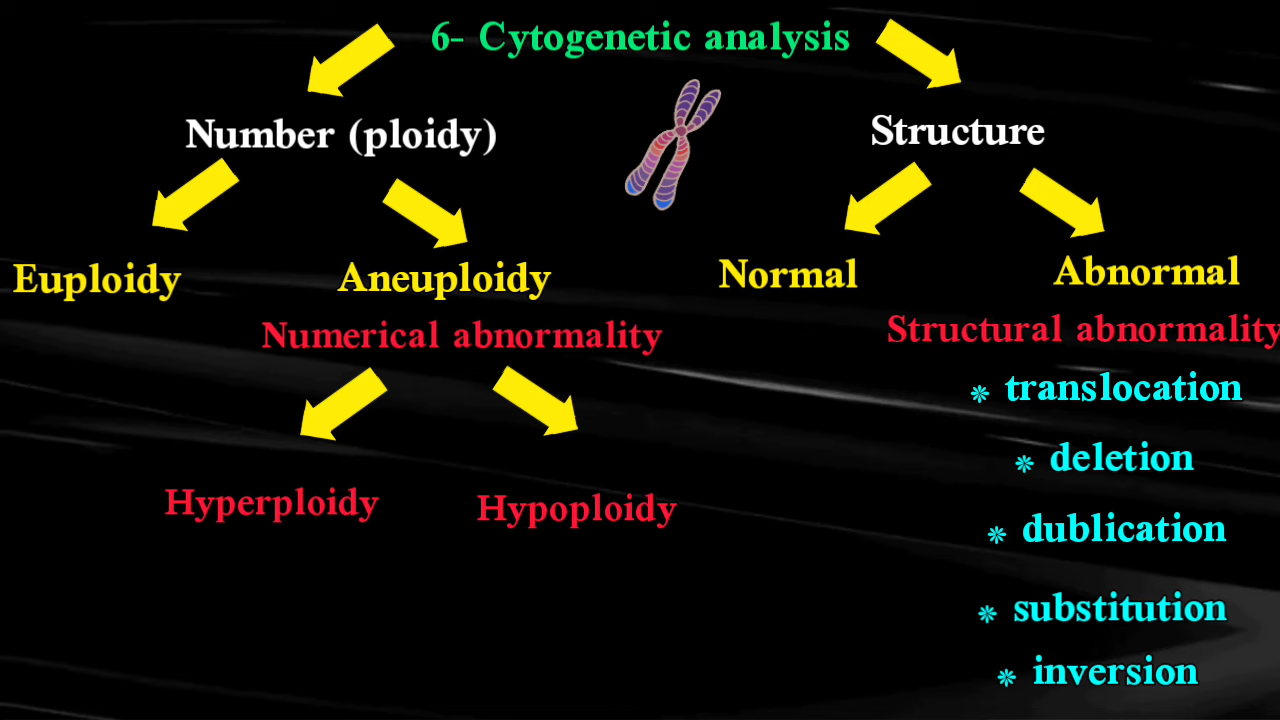 6- Cytogenetic analysis
Number (ploidy)
Structure
Euploidy
Aneuploidy
Normal
Abnormal
Numerical abnormality
Structural abnormality
* translocation
* deletion
Hyperploidy
Hypoploidy
* dublication
* substitution
* inversion